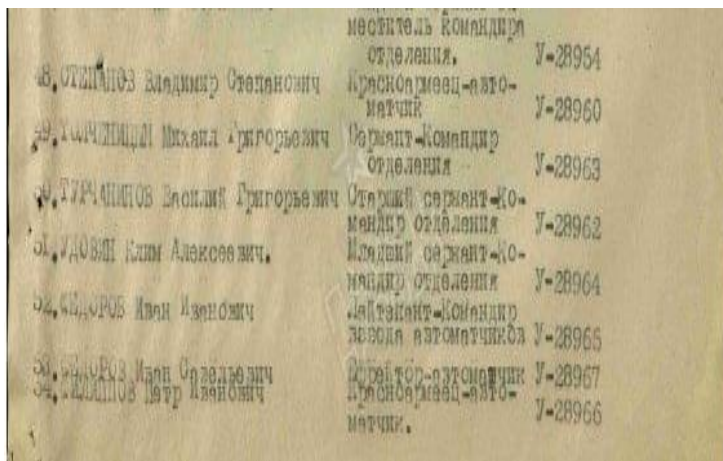 меститель командира
отделения. У-28954
48. СТЕПАНОВ Владимир Степанович Красноармеец-авто-
матчик У-28960
49. Михаил Григорьевич Сержант-Командир
отделения У-28963
50. ТУРЧАНИНОВ Василий Григорьевич Старший сержант-Ко-
мандир отделения У-28962
51. УДОВИН Клим Алексеевич. Младший сержант-Ко-
мандир отделения У-28964
52. ФЕДОРОВ Иван Иванович Лейтенант-Командир
взвода автоматчиков У-28965
53. ФЕДОРОВ Иван Савельевич Ефрейтор-автоматчик У-28967
54. Петр Иванович Красноармеец-авто-
матчик. У-28966